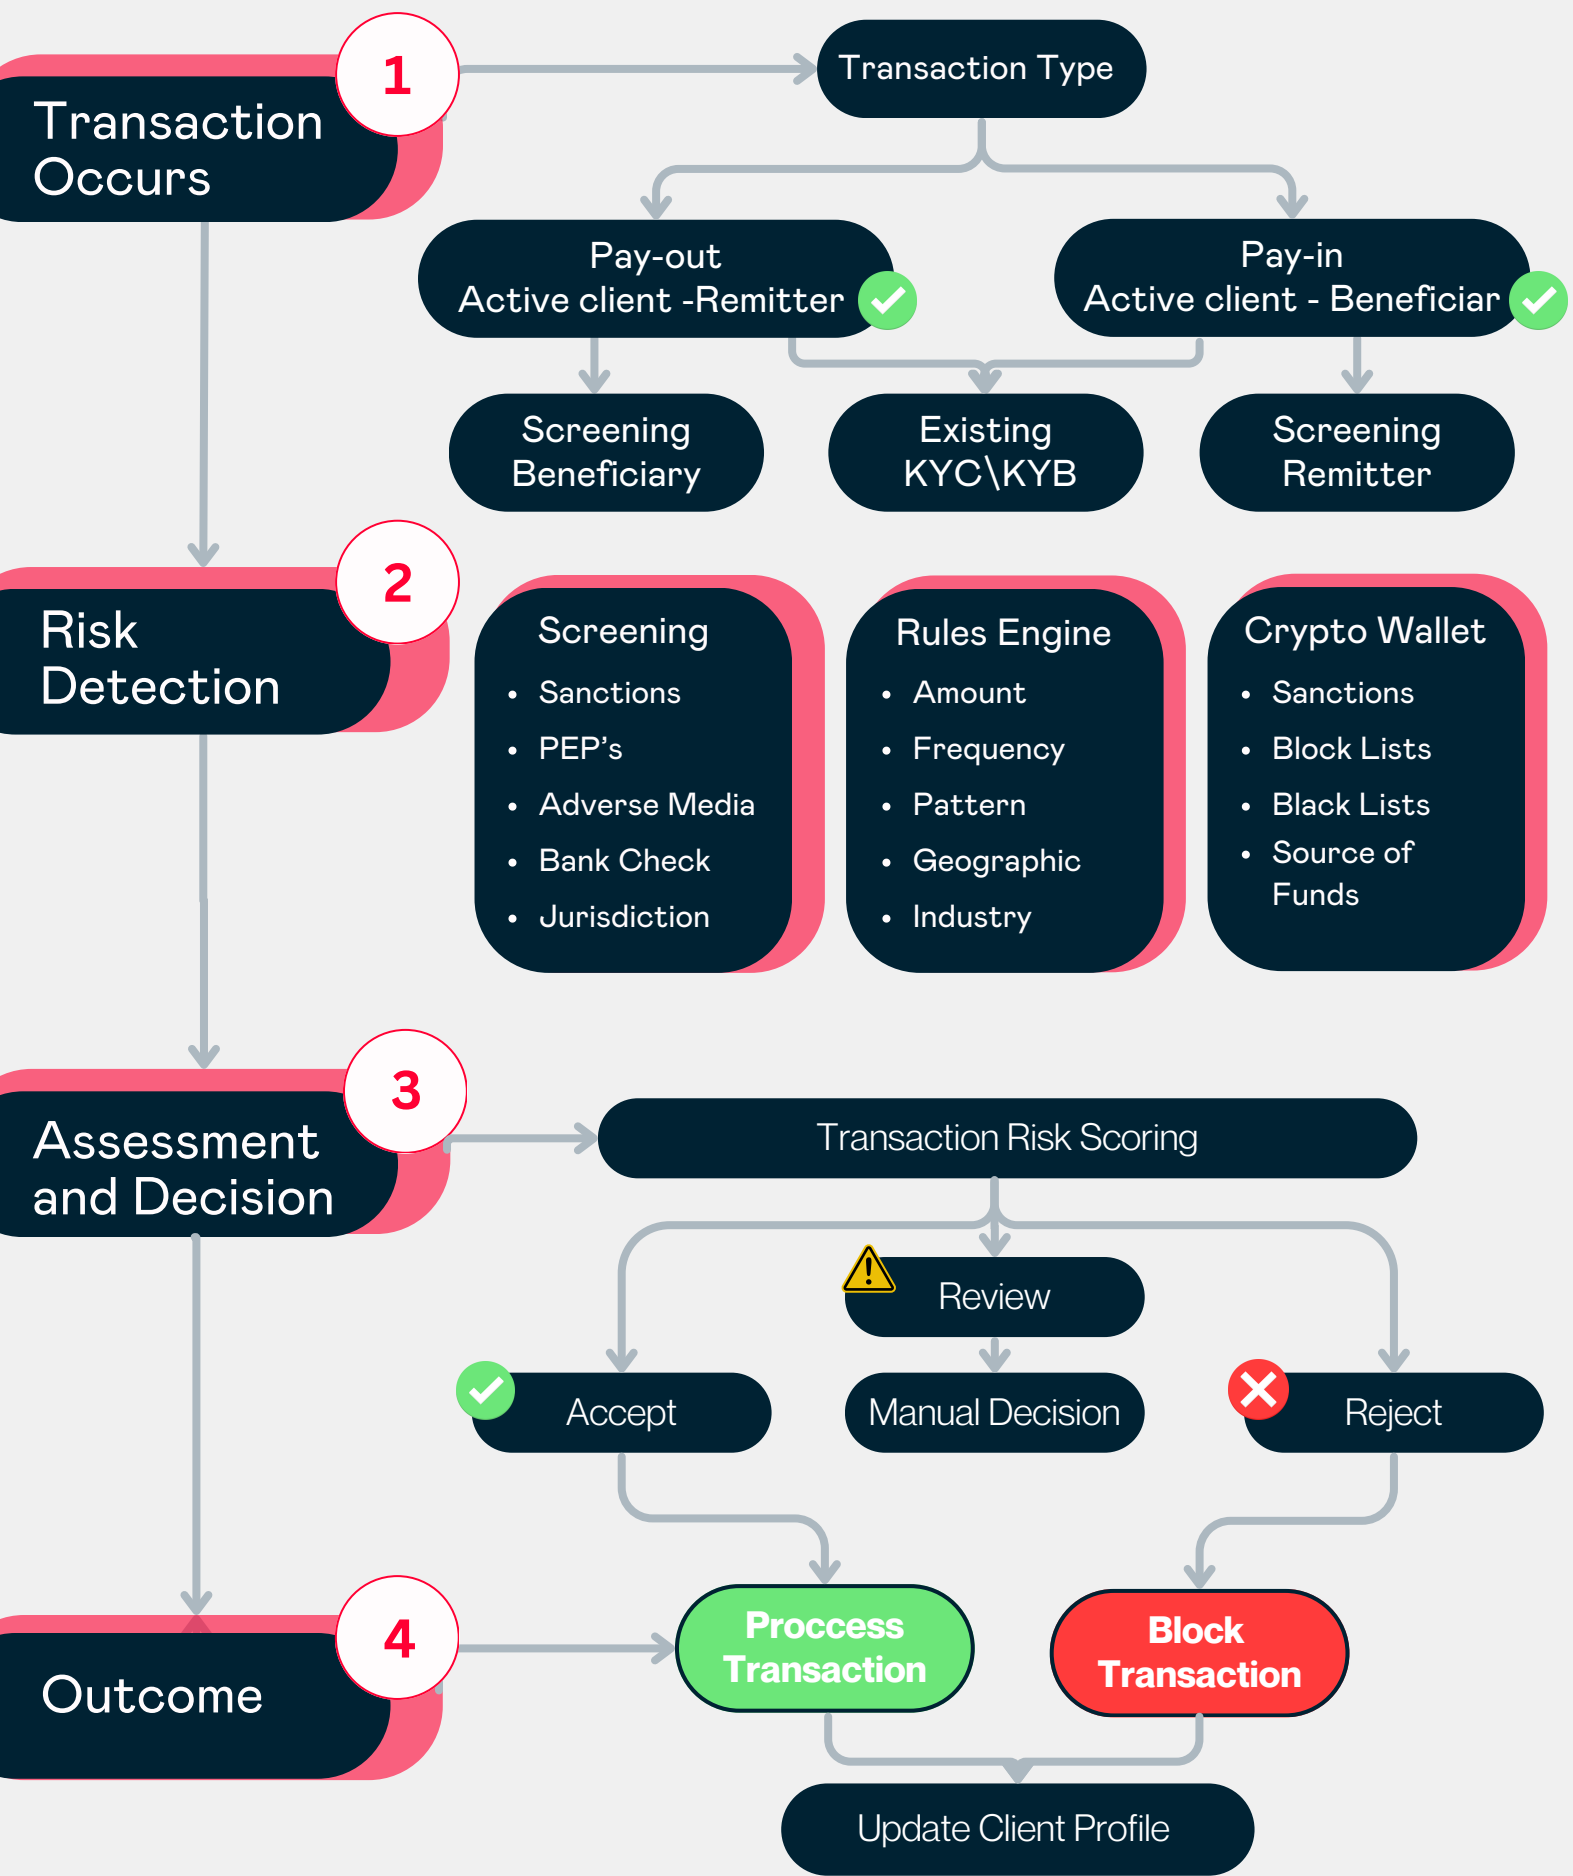 1
Transaction
Occurs
Transaction Type
Pay-out
Active client -Remitter
Pay-in
Active client - Beneficiar
Screening
Beneficiary
Existing
KYC\KYB
Screening
Remitter
2
Risk
Detection
Screening
• Sanctions
• PEP’s
• Adverse Media
• Bank Check
• Jurisdiction
Rules Engine
• Amount
• Frequency
• Pattern
• Geographic
• Industry
Crypto Wallet
• Sanctions
• Block Lists
• Black Lists
• Source of
Funds
3
Assessment
and Decision
Transaction Risk Scoring
Review
Accept
Manual Decision
Reject
4
Outcome
Proccess
Transaction
Block
Transaction
Update Client Profile